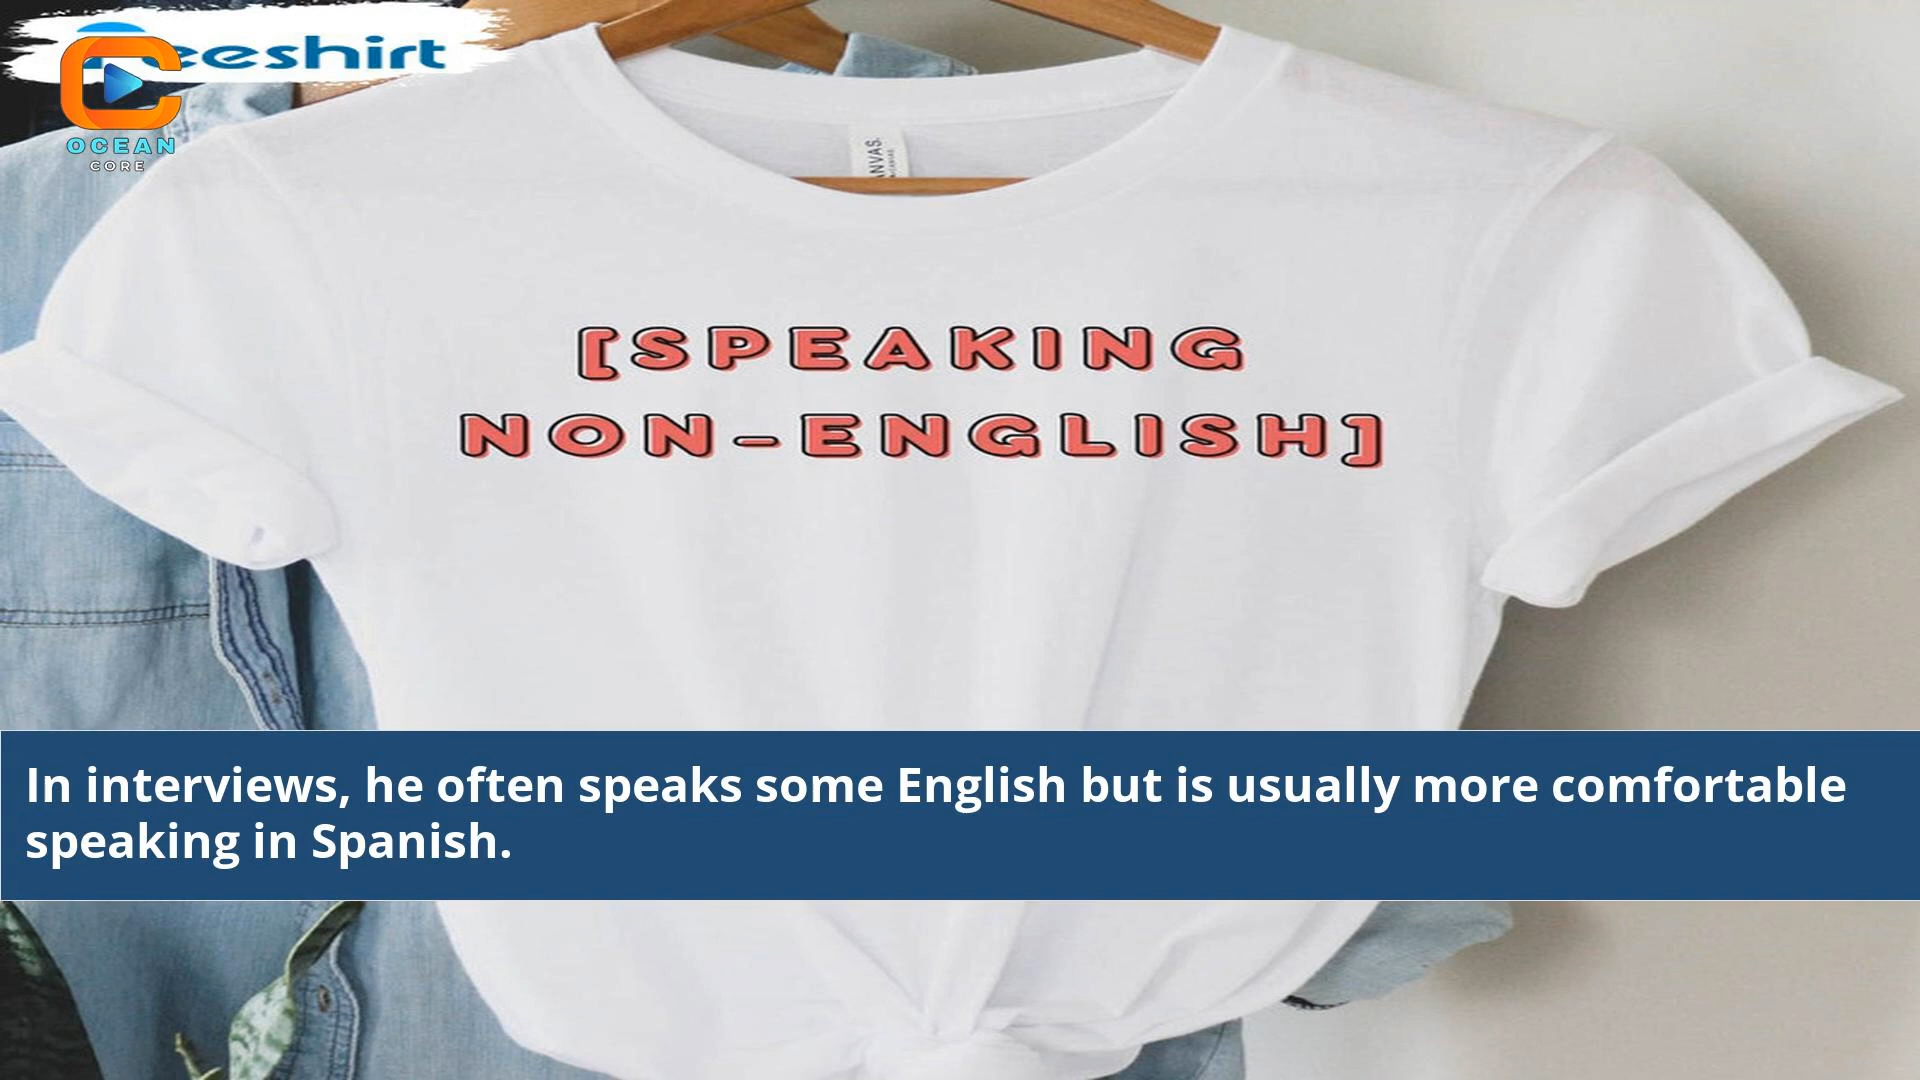 eeshirt
OCEAN
CORE
[SPEAKING
NON-ENGLISH]
In interviews, he often speaks some English but is usually more comfortable
speaking in Spanish.